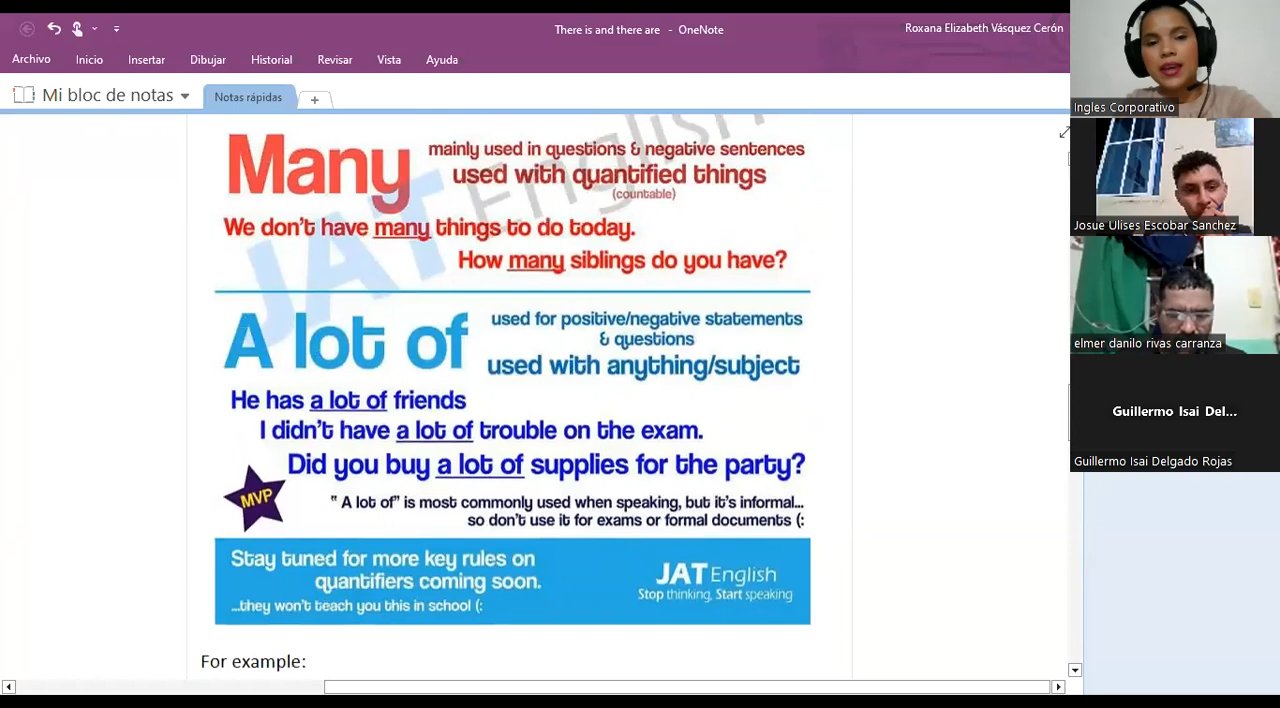 There is and there are - OneNote
Roxana Elizabeth Vásquez Cerón
Archivo
Inicio
Insertar
Dibujar
Historial
Revisar
Vista
Ayuda
Mi bloc de notas
Notas rápidas
JAT English
Many
mainly used in questions & negative sentences
used with quantified things
(countable)
We don't have many things to do today.
How many siblings do you have?
A lot of
used for positive/negative statements
& questions
used with anything/subject
He has a lot of friends
I didn't have a lot of trouble on the exam.
Did you buy a lot of supplies for the party?
MVP
" A lot of" is most commonly used when speaking, but it's informal...
so don't use it for exams or formal documents (:
Stay tuned for more key rules on
quantifiers coming soon.
...they won't teach you this in school (:
JAT English
Stop thinking, Start speaking
For example:
Ingles Corporativo
Josue Ulises Escobar Sanchez
elmer danilo rivas carranza
Guillermo Isai Del...
Guillermo Isai Delgado Rojas